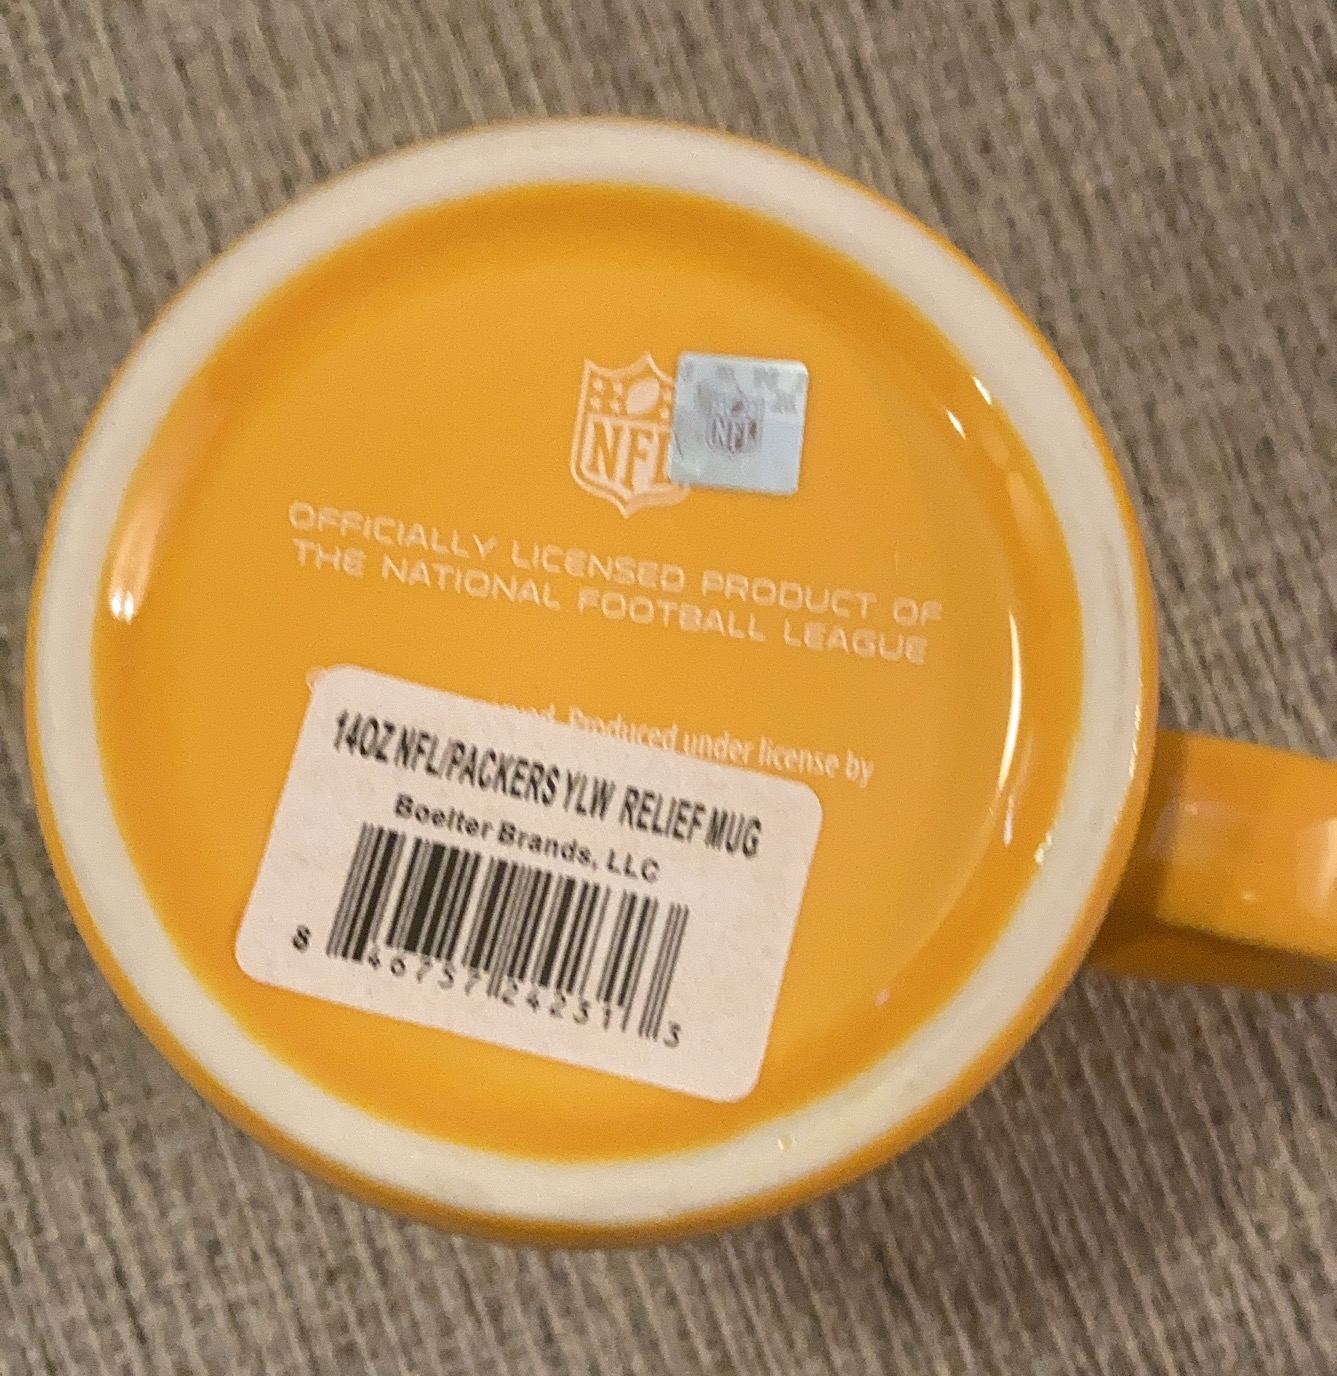 NFL
NFL
OFFICIALLY LICENSED PRODUCT OF
THE NATIONAL FOOTBALL LEAGUE
Produced under license by
14OZ NFL/PACKERS YLW RELIEF MUG
Boelter Brands, LLC
8 46757 24231 3